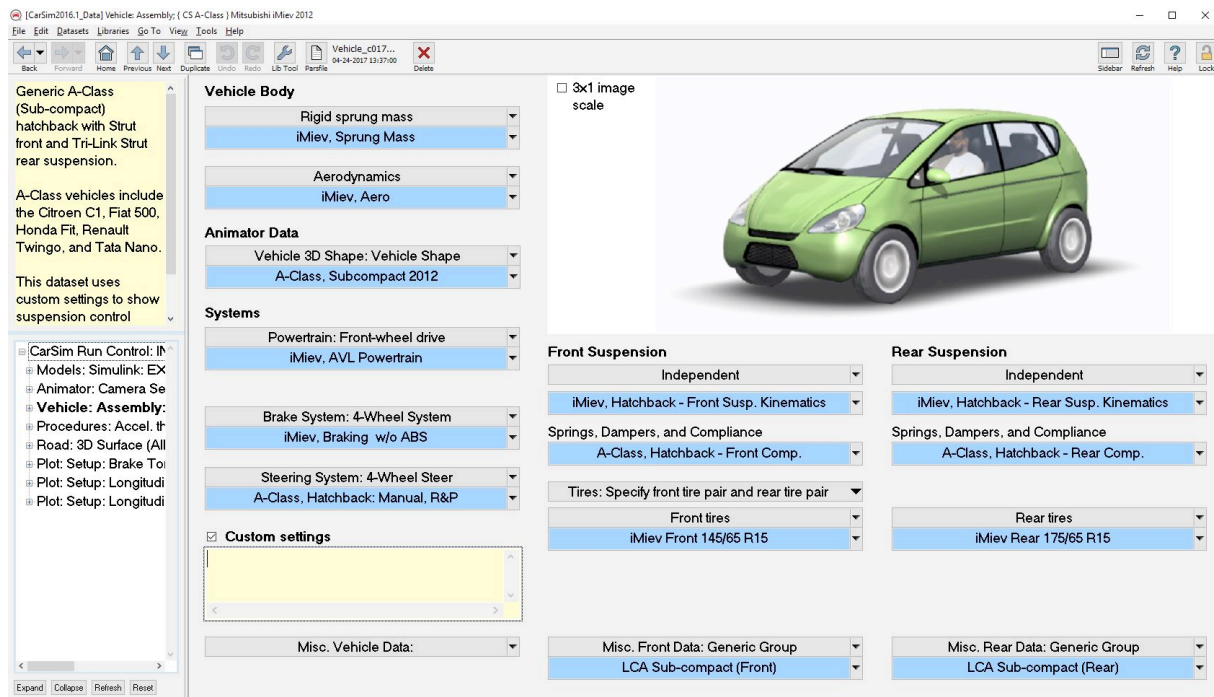 [CarSim2016.1_Data] Vehicle: Assembly; { CS A-Class } Mitsubishi iMiev 2012
File Edit Datasets Libraries Go To View Tools Help
Back Forward Home Previous Next Duplicate Undo Redo Lib Tool Parsfile
Vehicle_c017...
04-24-2017 13:37:00
Delete
Sidebar Refresh Help Lock
Generic A-Class
(Sub-compact)
hatchback with Strut
front and Tri-Link Strut
rear suspension.
A-Class vehicles include
the Citroen C1, Fiat 500,
Honda Fit, Renault
Twingo, and Tata Nano.
This dataset uses
custom settings to show
suspension control
CarSim Run Control: IN
Models: Simulink: EX
Animator: Camera Se
Vehicle: Assembly:
Procedures: Accel. th
Road: 3D Surface (All
Plot: Setup: Brake Tor
Plot: Setup: Longitudi
Plot: Setup: Longitudi
Expand Collapse Refresh Reset
Vehicle Body
Rigid sprung mass
iMiev, Sprung Mass
Aerodynamics
iMiev, Aero
Animator Data
Vehicle 3D Shape: Vehicle Shape
A-Class, Subcompact 2012
Systems
Powertrain: Front-wheel drive
iMiev, AVL Powertrain
Brake System: 4-Wheel System
iMiev, Braking w/o ABS
Steering System: 4-Wheel Steer
A-Class, Hatchback: Manual, R&P
Custom settings
Misc. Vehicle Data:
3x1 image
scale
Front Suspension
Independent
iMiev, Hatchback - Front Susp. Kinematics
Springs, Dampers, and Compliance
A-Class, Hatchback - Front Comp.
Tires: Specify front tire pair and rear tire pair
Front tires
iMiev Front 145/65 R15
Misc. Front Data: Generic Group
LCA Sub-compact (Front)
Rear Suspension
Independent
iMiev, Hatchback - Rear Susp. Kinematics
Springs, Dampers, and Compliance
A-Class, Hatchback - Rear Comp.
Rear tires
iMiev Rear 175/65 R15
Misc. Rear Data: Generic Group
LCA Sub-compact (Rear)